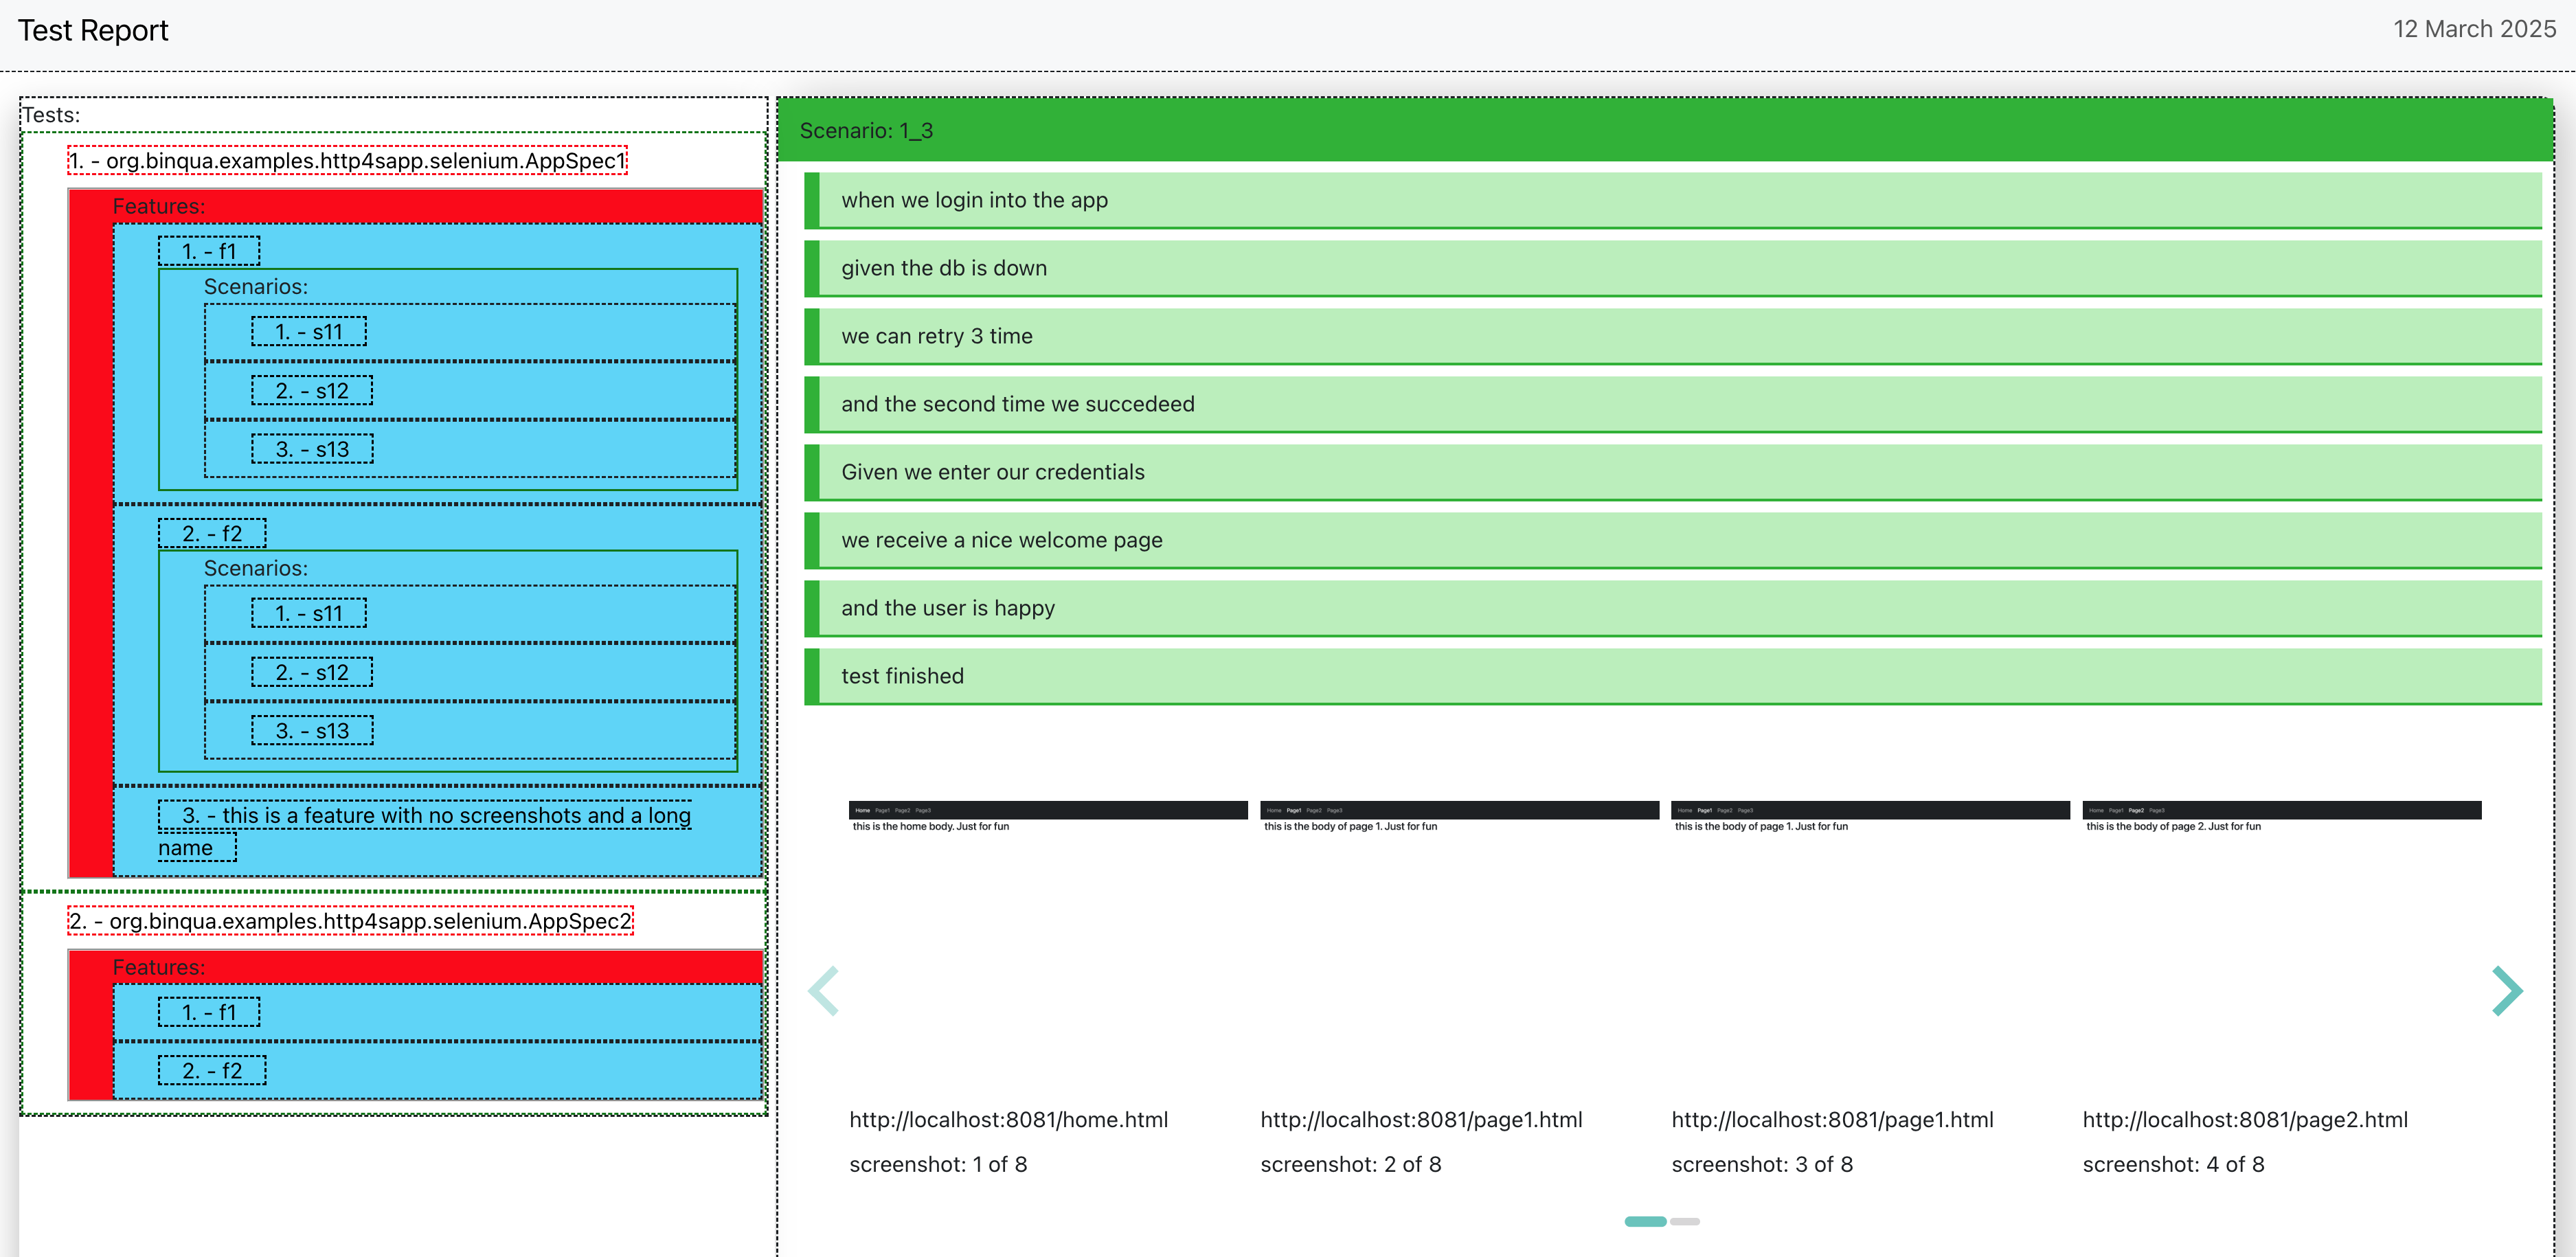 Test Report
12 March 2025
Tests:
1. - org.binqua.examples.http4sapp.selenium.AppSpec1
Features:
1. - f1
Scenarios:
1. - s11
2. - s12
3. - s13
2. - f2
Scenarios:
1. - s11
2. - s12
3. - s13
3. - this is a feature with no screenshots and a long
name
2. - org.binqua.examples.http4sapp.selenium.AppSpec2
Features:
1. - f1
2. - f2
Scenario: 1_3
when we login into the app
given the db is down
we can retry 3 time
and the second time we succedeed
Given we enter our credentials
we receive a nice welcome page
and the user is happy
test finished
Home Page1 Page2 Page3
this is the home body. Just for fun
http://localhost:8081/home.html
screenshot: 1 of 8
Home Page1 Page2 Page3
this is the body of page 1. Just for fun
http://localhost:8081/page1.html
screenshot: 2 of 8
Home Page1 Page2 Page3
this is the body of page 1. Just for fun
http://localhost:8081/page1.html
screenshot: 3 of 8
Home Page1 Page2 Page3
this is the body of page 2. Just for fun
http://localhost:8081/page2.html
screenshot: 4 of 8